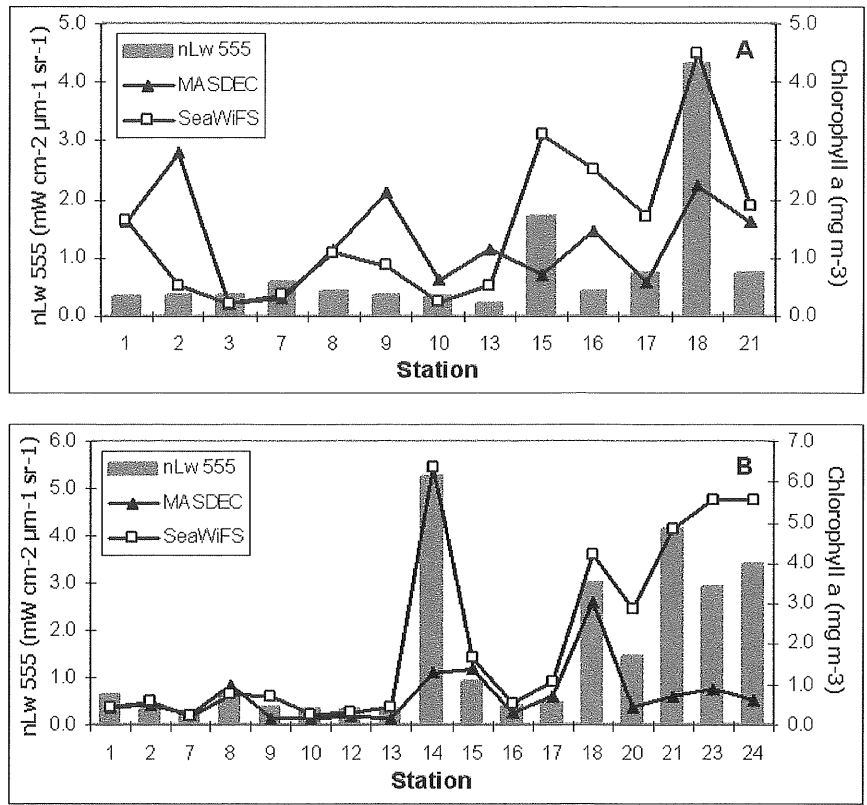 A
nLw 555
MASDEC
SeaWiFS
nLw 555 (mW cm-2 µm-1 sr-1)
5.0
4.0
3.0
2.0
1.0
0.0
Chlorophyll a (mg m-3)
5.0
4.0
3.0
2.0
1.0
0.0
1 2 3 7 8 9 10 13 15 16 17 18 21
Station
B
nLw 555
MASDEC
SeaWiFS
nLw 555 (mW cm-2 µm-1 sr-1)
6.0
5.0
4.0
3.0
2.0
1.0
0.0
Chlorophyll a (mg m-3)
7.0
6.0
5.0
4.0
3.0
2.0
1.0
0.0
1 2 7 8 9 10 12 13 14 15 16 17 18 20 21 23 24
Station